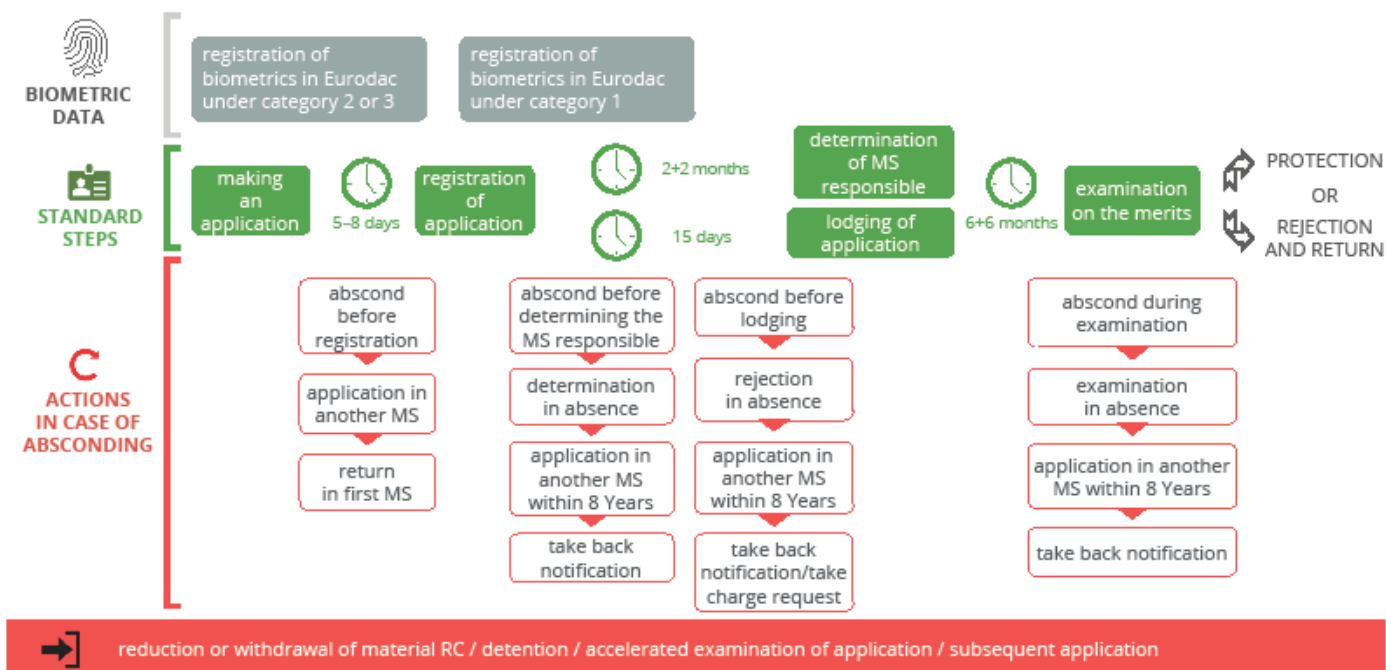 BIOMETRIC
DATA
registration of
biometrics in Eurodac
under category 2 or 3
registration of
biometrics in Eurodac
under category 1
STANDARD
STEPS
making
an
application
5–8 days
registration
of
application
2+2 months
15 days
determination
of MS
responsible
lodging of
application
6+6 months
examination
on the merits
PROTECTION
OR
REJECTION
AND RETURN
ACTIONS
IN CASE OF
ABSCONDING
abscond
before
registration
application in
another MS
return
in first MS
abscond before
determining the
MS responsible
determination
in absence
application in
another MS
within 8 Years
take back
notification
abscond before
lodging
rejection
in absence
application in
another MS
within 8 Years
take back
notification/take
charge request
abscond during
examination
examination
in absence
application in another
MS within 8 Years
take back notification
reduction or withdrawal of material RC / detention / accelerated examination of application / subsequent application